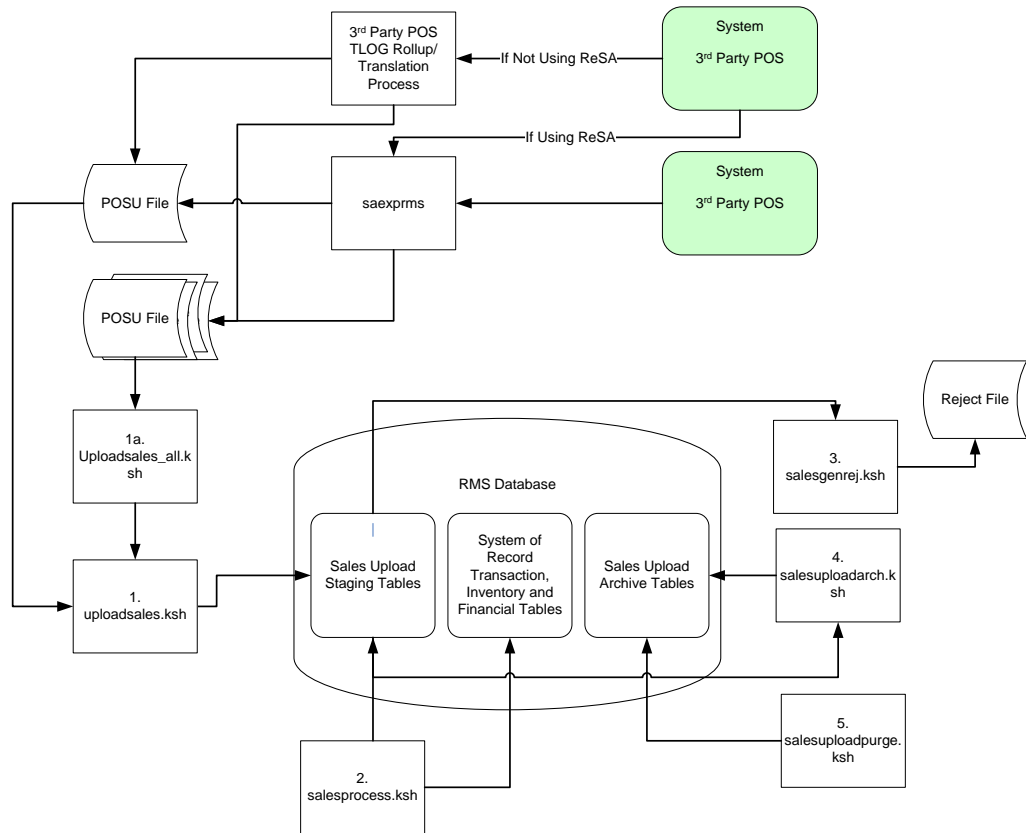 3rd Party POS
TLOG Rollup/
Translation
Process
If Not Using ReSA
System
3rd Party POS
If Using ReSA
POSU File
saexprms
System
3rd Party POS
POSU File
1a.
Uploadsales_all.k
sh
RMS Database
3.
salesgenrej.ksh
Reject File
1.
uploadsales.ksh
Sales Upload
Staging Tables
System of
Record
Transaction,
Inventory and
Financial Tables
Sales Upload
Archive Tables
4.
salesuploadarch.k
sh
2.
salesprocess.ksh
5.
salesuploadpurge.
ksh